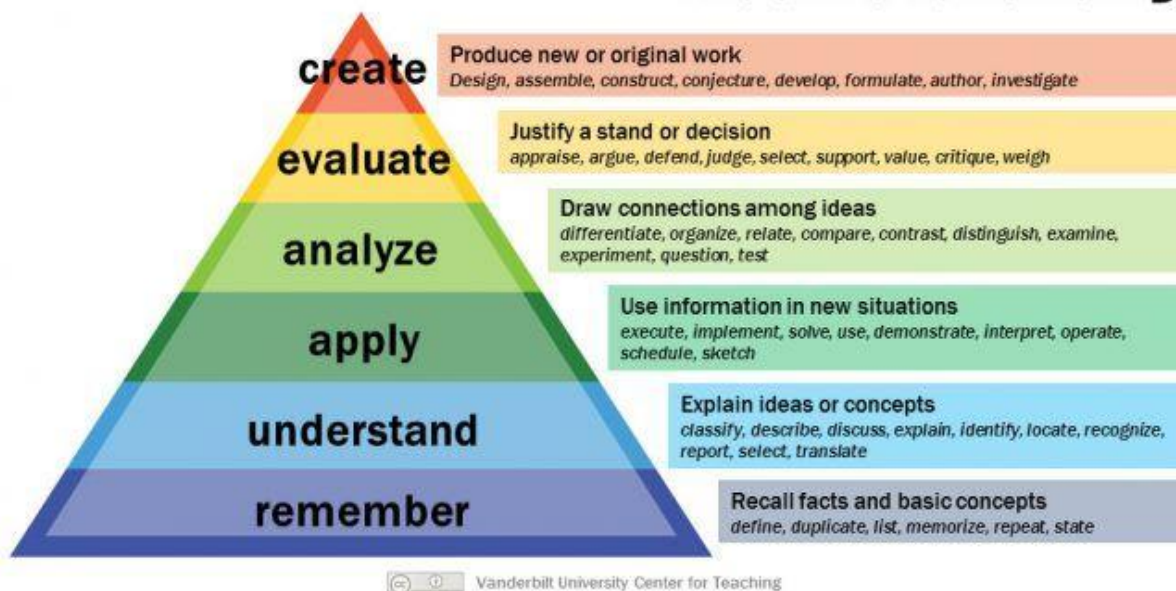 create
Produce new or original work
Design, assemble, construct, conjecture, develop, formulate, author, investigate
evaluate
Justify a stand or decision
appraise, argue, defend, judge, select, support, value, critique, weigh
analyze
Draw connections among ideas
differentiate, organize, relate, compare, contrast, distinguish, examine,
experiment, question, test
apply
Use information in new situations
execute, implement, solve, use, demonstrate, interpret, operate,
schedule, sketch
understand
Explain ideas or concepts
classify, describe, discuss, explain, identify, locate, recognize,
report, select, translate
remember
Recall facts and basic concepts
define, duplicate, list, memorize, repeat, state
cc
Vanderbilt University Center for Teaching